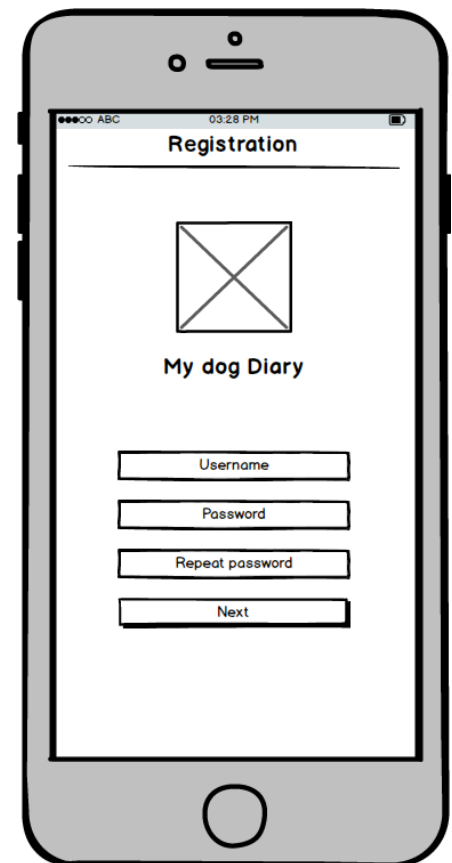 ABC 03:28 PM
Registration
My dog Diary
Username
Password
Repeat password
Next